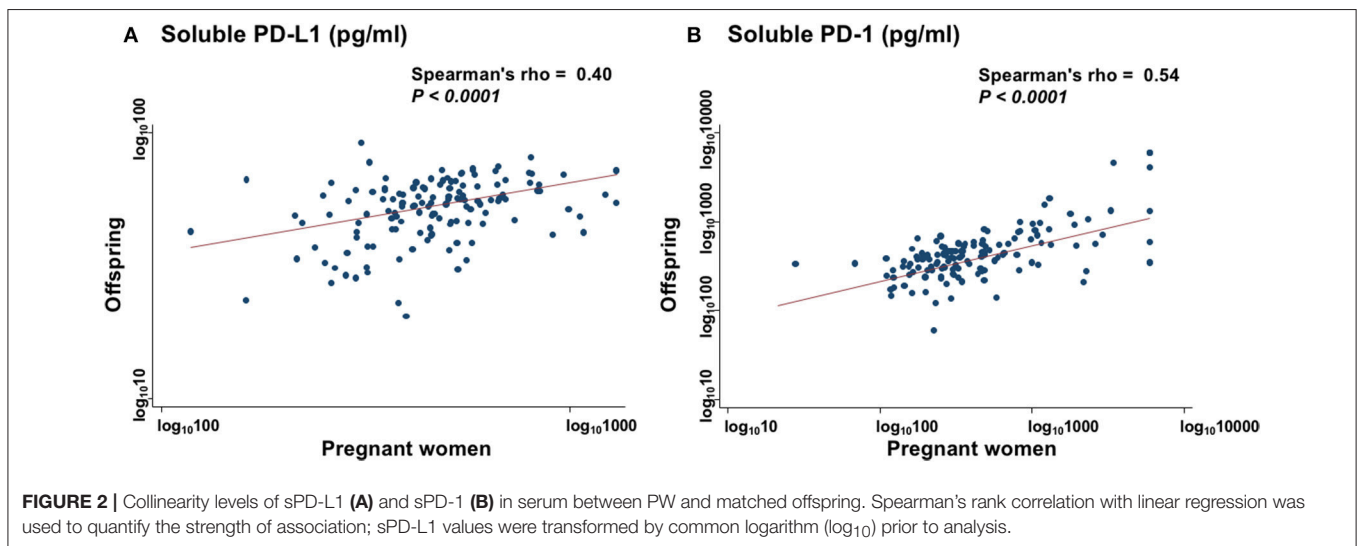 A Soluble PD-L1 (pg/ml)
Spearman's rho = 0.40
P < 0.0001
log₁₀100
Offspring
log₁₀10
log₁₀100
log₁₀1000
Pregnant women
B Soluble PD-1 (pg/ml)
Spearman's rho = 0.54
P < 0.0001
log₁₀10000
log₁₀1000
Offspring
log₁₀100
log₁₀10
log₁₀10
log₁₀100
log₁₀1000
log₁₀10000
Pregnant women
FIGURE 2 | Collinearity levels of sPD-L1 (A) and sPD-1 (B) in serum between PW and matched offspring. Spearman's rank correlation with linear regression was
used to quantify the strength of association; sPD-L1 values were transformed by common logarithm (log₁₀) prior to analysis.